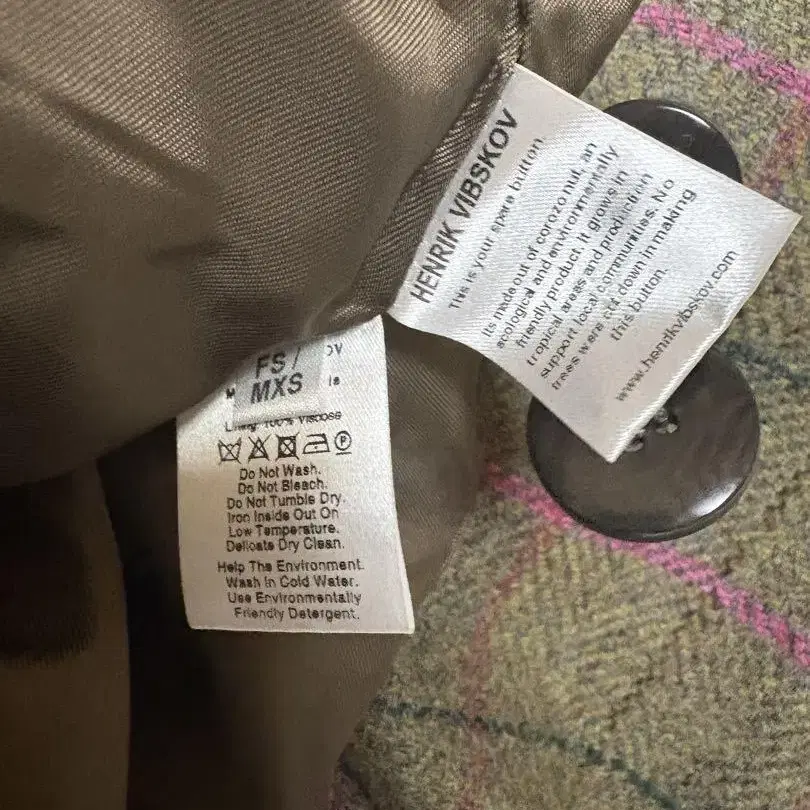 HENRIK VIBSKOV
This is your spare button.
Its made out of corozo nut, an
ecological and environmentally
friendly product. It grows in
tropical areas and production
support local communities. No
trees were cut down in making
this button.
www.henrikvibskov.com
FS /
MXS
Lining 100% Viscose
Do Not Wash.
Do Not Bleach.
Do Not Tumble Dry.
Iron Inside Out On
Low Temperature.
Delicate Dry Clean.
Help The Environment.
Wash In Cold Water.
Use Environmentally
Friendly Detergent.